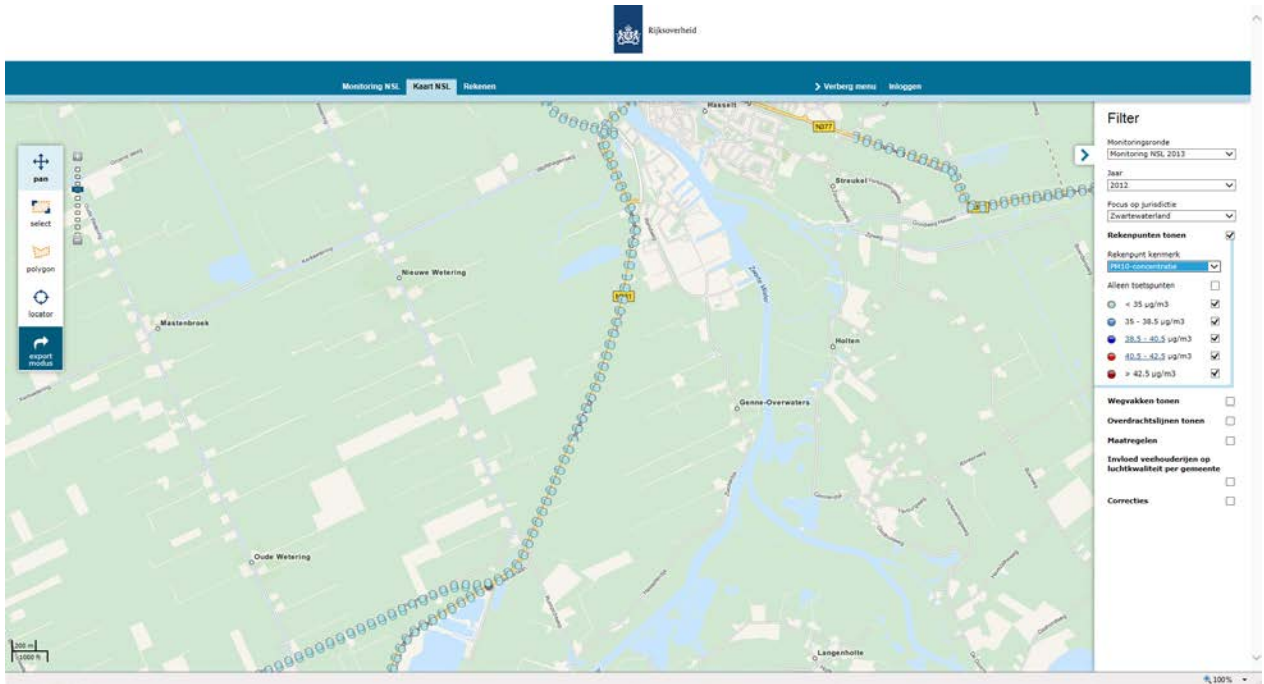 Rijksoverheid
Monitoring NSL Kaart NSL Rekenen
Verberg menu Inloggen
pan
select
polygon
locator
export
modus
Hasselt
N377
Streukel
Nieuwe Wetering
Mastenbroek
Zwarte Water
Holten
Genne-Overwaters
Oude Wetering
Langenholte
200 m
1000 ft
Filter
Monitoringsronde
Monitoring NSL 2013
Jaar
2012
Focus op jurisdictie
Zwartewaterland
Rekenpunten tonen
Rekenpunt kenmerk
PM10-concentratie
Alleen toetspunten
< 35 µg/m3
35 - 38.5 µg/m3
38.5 - 40.5 µg/m3
40.5 - 42.5 µg/m3
> 42.5 µg/m3
Wegvakken tonen
Overdrachtslijnen tonen
Maatregelen
Invloed veehouderijen op
luchtkwaliteit per gemeente
Correcties
100%